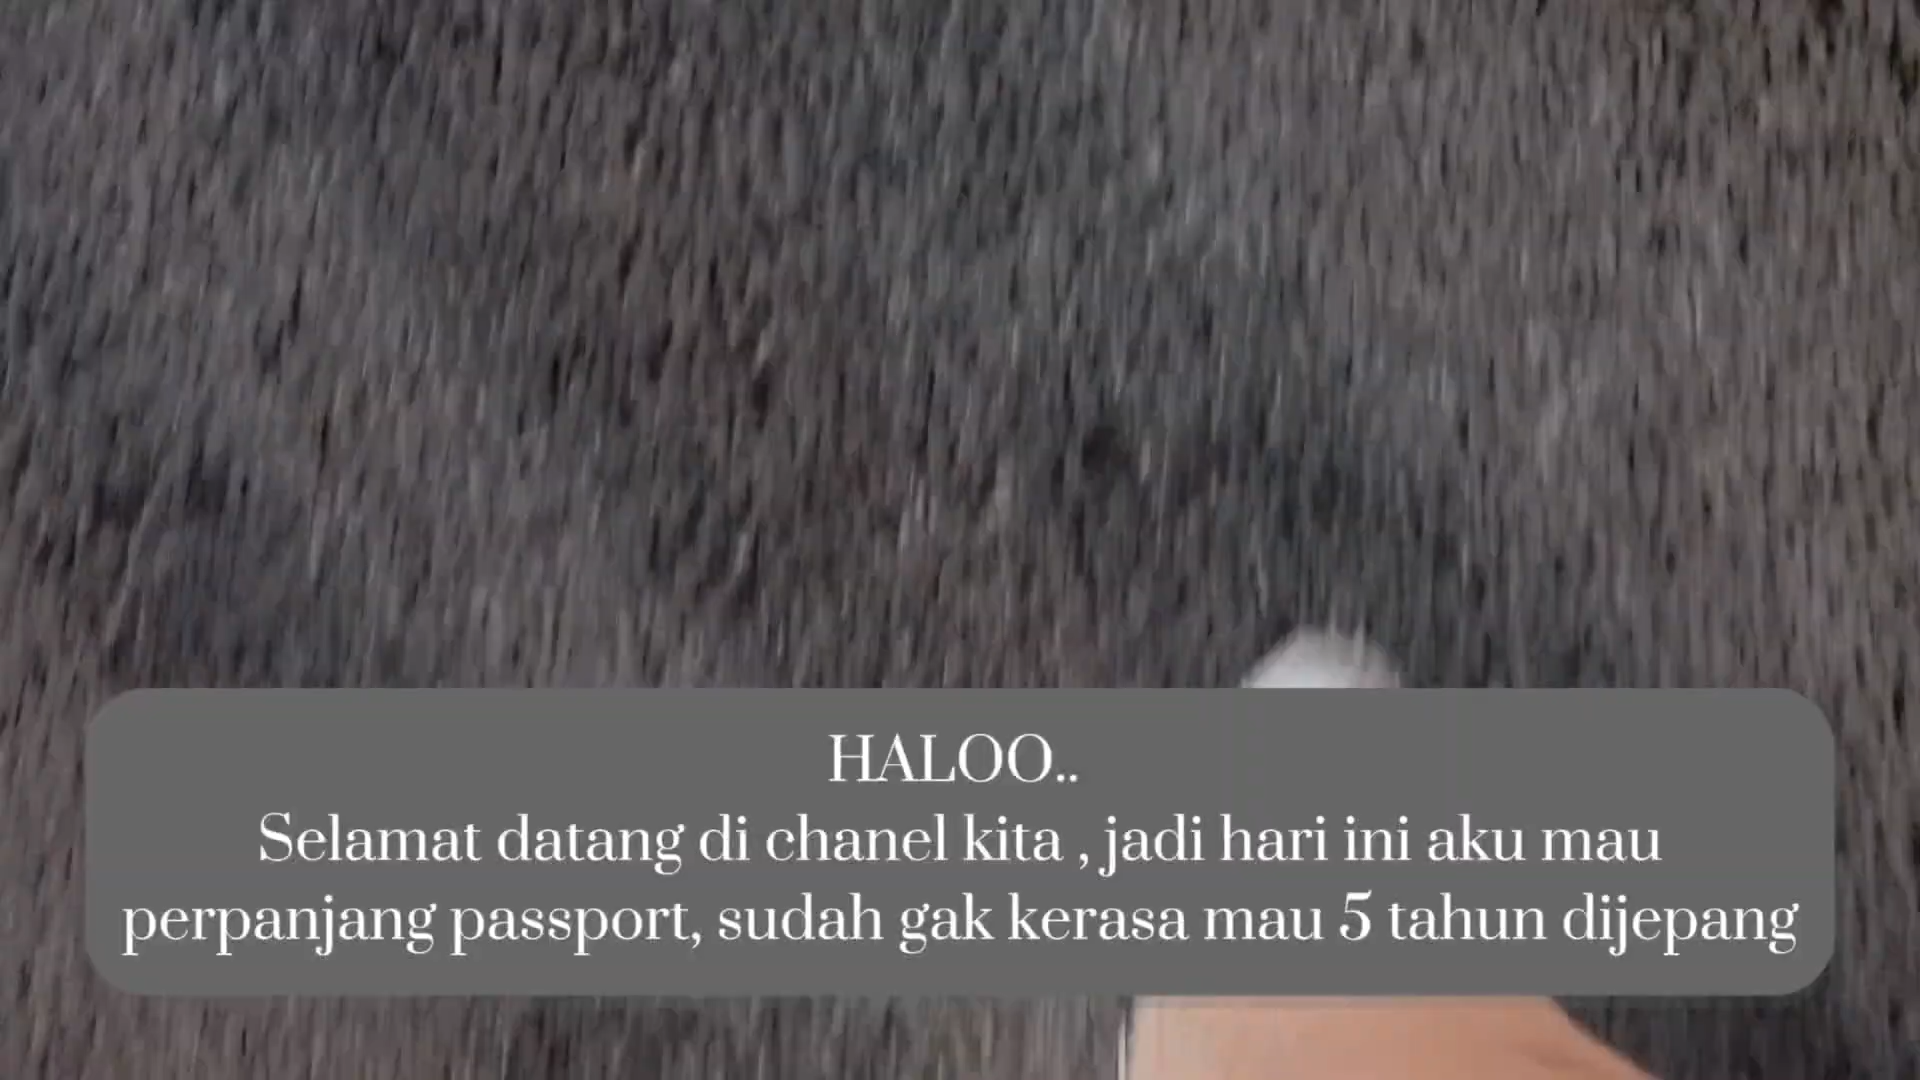 HALOO..
Selamat datang di chanel kita , jadi hari ini aku mau
perpanjang passport, sudah gak kerasa mau 5 tahun dijepang